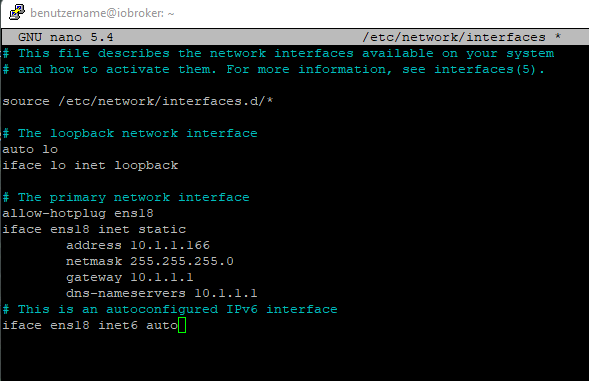 benutzername@iobroker: ~
GNU nano 5.4 /etc/network/interfaces *
# This file describes the network interfaces available on your system
# and how to activate them. For more information, see interfaces(5).
source /etc/network/interfaces.d/*
# The loopback network interface
auto lo
iface lo inet loopback
# The primary network interface
allow-hotplug ens18
iface ens18 inet static
address 10.1.1.166
netmask 255.255.255.0
gateway 10.1.1.1
dns-nameservers 10.1.1.1
# This is an autoconfigured IPv6 interface
iface ens18 inet6 auto